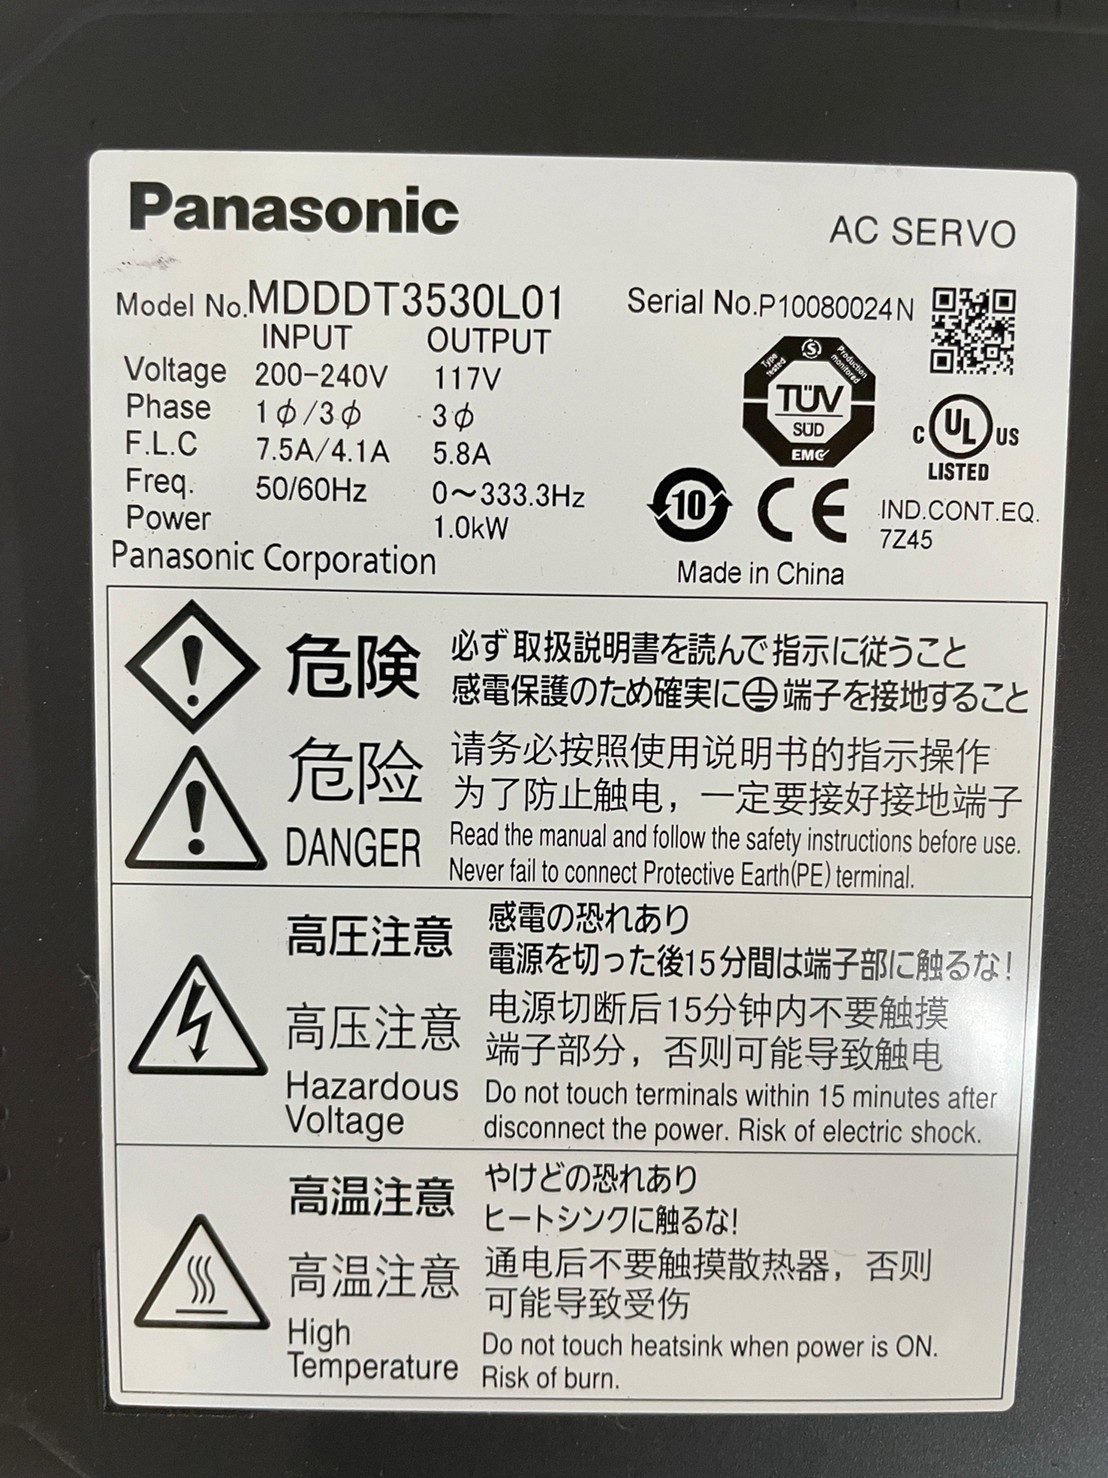 Panasonic
AC SERVO
Model No. MDDDT3530L01
Serial No. P10080024N
INPUT OUTPUT
Voltage 200-240V 117V
Phase 1ϕ/3ϕ 3ϕ
F.L.C 7.5A/4.1A 5.8A
Freq. 50/60Hz 0~333.3Hz
Power 1.0kW
Panasonic Corporation
Type tested
Production monitored
TÜV
SÜD
EMC
C UL US
LISTED
10
CE
IND.CONT.EQ.
7Z45
Made in China
危険
必ず取扱説明書を読んで指示に従うこと
感電保護のため確実に⏚端子を接地すること
危险
请务必按照使用说明书的指示操作
为了防止触电，一定要接好接地端子
DANGER
Read the manual and follow the safety instructions before use.
Never fail to connect Protective Earth(PE) terminal.
高圧注意
感電の恐れあり
電源を切った後15分間は端子部に触るな!
高压注意
电源切断后15分钟内不要触摸
端子部分，否则可能导致触电
Hazardous
Voltage
Do not touch terminals within 15 minutes after
disconnect the power. Risk of electric shock.
高温注意
やけどの恐れあり
ヒートシンクに触るな!
高温注意
通电后不要触摸散热器，否则
可能导致受伤
High
Temperature
Do not touch heatsink when power is ON.
Risk of burn.